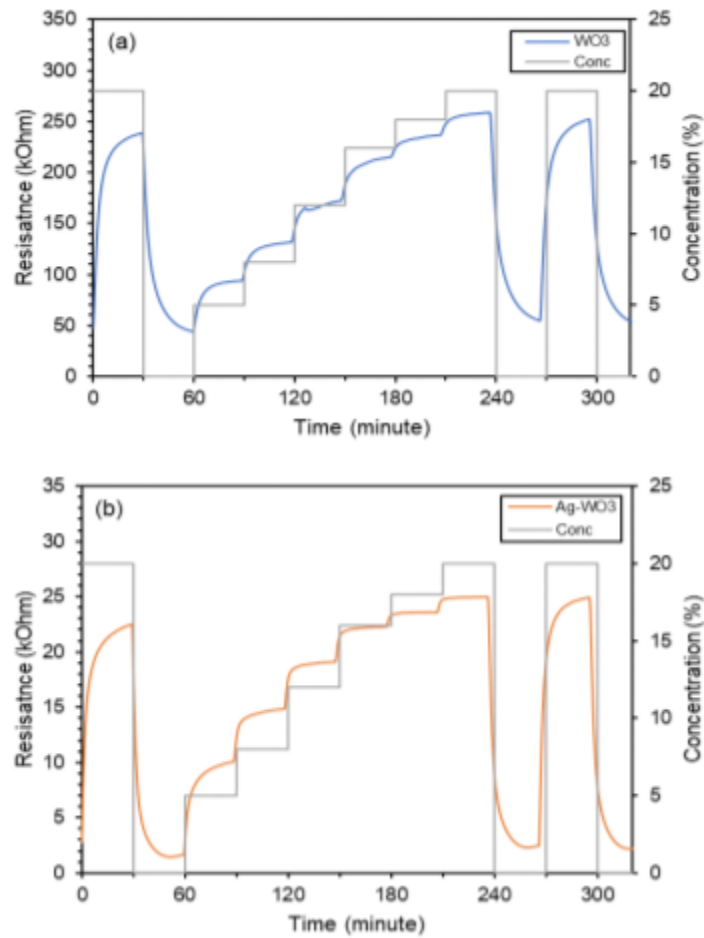 (a)
WO3
Conc
350
300
250
200
150
100
50
0
Resisatnce (kOhm)
25
20
15
10
5
0
Concentration (%)
0 60 120 180 240 300
Time (minute)
(b)
Ag-WO3
Conc
35
30
25
20
15
10
5
0
Resisatnce (kOhm)
25
20
15
10
5
0
Concentration (%)
0 60 120 180 240 300
Time (minute)